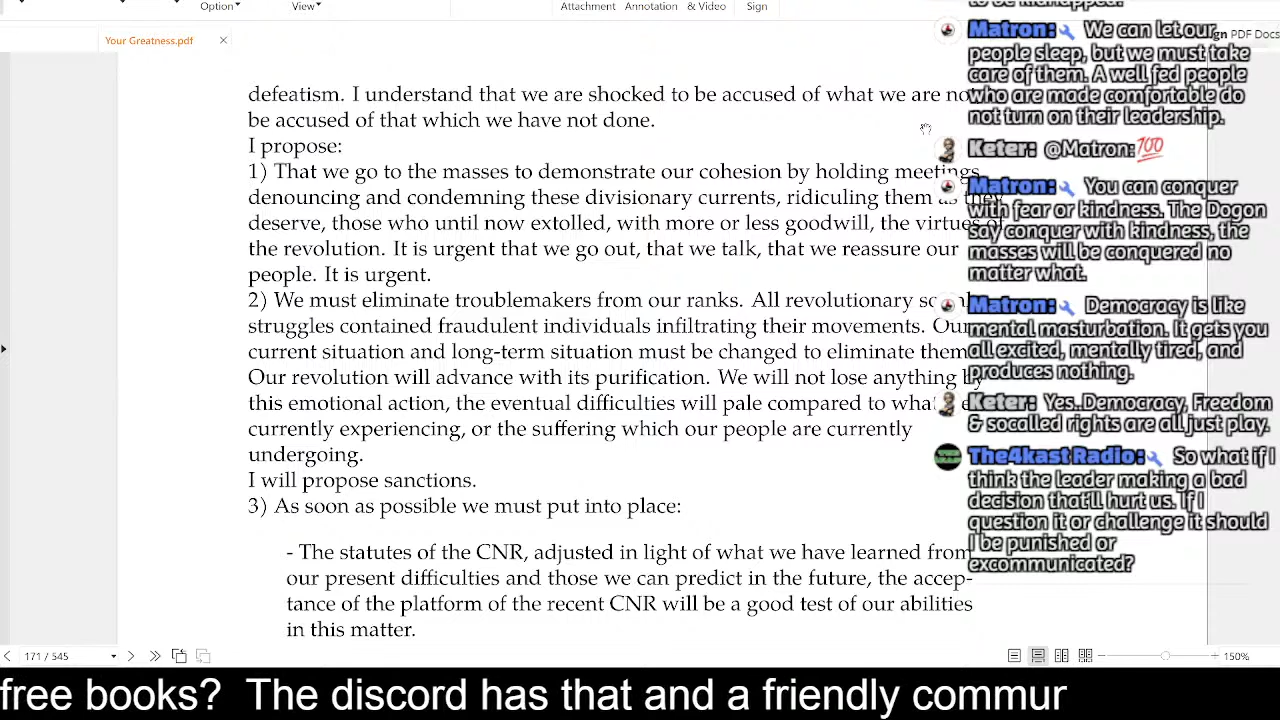 Option
View
Attachment
Annotation
& Video
Sign
Your Greatness.pdf
PDF Docs
defeatism. I understand that we are shocked to be accused of what we are
be accused of that which we have not done.
I propose:
1) That we go to the masses to demonstrate our cohesion by holding meetings
denouncing and condemning these divisionary currents, ridiculing them as they
deserve, those who until now extolled, with more or less goodwill, the virtues of
the revolution. It is urgent that we go out, that we talk, that we reassure our
people. It is urgent.
2) We must eliminate troublemakers from our ranks. All revolutionary
struggles contained fraudulent individuals infiltrating their movements. Our
current situation and long-term situation must be changed to eliminate them
Our revolution will advance with its purification. We will not lose anything by
this emotional action, the eventual difficulties will pale compared to what
currently experiencing, or the suffering which our people are currently
undergoing.
I will propose sanctions.
3) As soon as possible we must put into place:
- The statutes of the CNR, adjusted in light of what we have learned from
our present difficulties and those we can predict in the future, the accep-
tance of the platform of the recent CNR will be a good test of our abilities
in this matter.
to be kidnapped.
Matron: We can let our
people sleep, but we must take
care of them. A well fed people
who are made comfortable do
not turn on their leadership.
Keter: @Matron:💯
Matron: You can conquer
with fear or kindness. The Dogon
say conquer with kindness, the
masses will be conquered no
matter what.
Matron: Democracy is like
mental masturbation. It gets you
all excited, mentally tired, and
produces nothing.
Keter: Yes..Democracy, Freedom
& socalled rights are all just play.
The4kast Radio: So what if I
think the leader making a bad
decision that'll hurt us. If I
question it or challenge it should
I be punished or
excommunicated?
171 / 545
150%
free books? The discord has that and a friendly commun